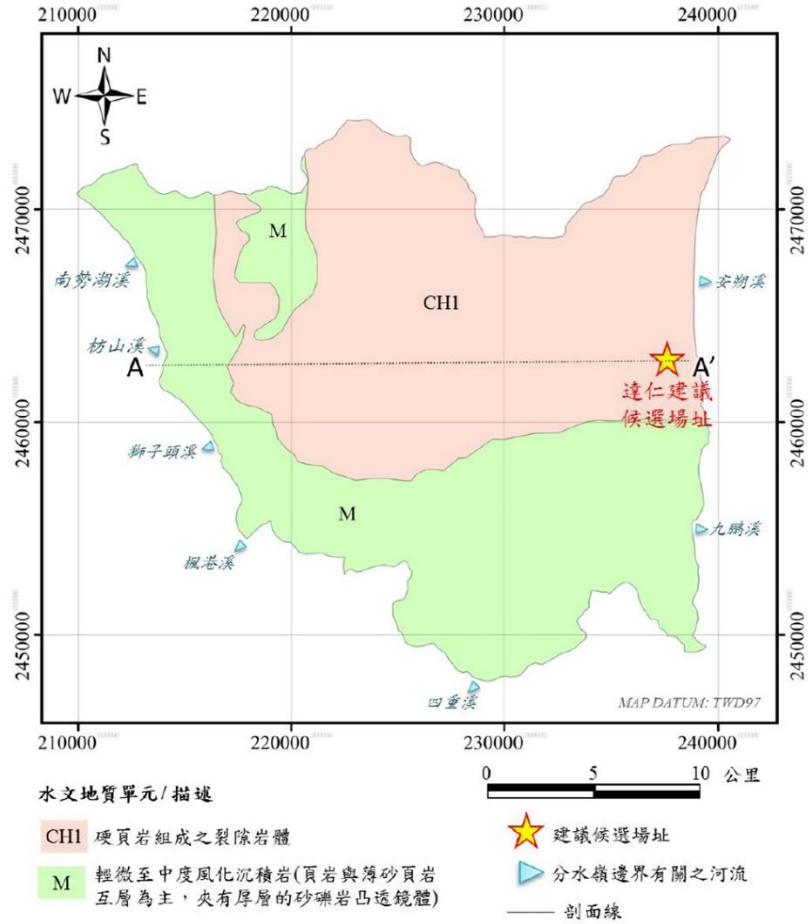 210000 220000 230000 240000
N
W E
S
2470000
2470000
M
南勢湖溪
CH1
安朔溪
枋山溪
A
A'
達仁建議
候選場址
2460000
2460000
獅子頭溪
M
楓港溪
九鵬溪
2450000
2450000
四重溪
MAP DATUM: TWD97
210000 220000 230000 240000
0 5 10 公里
水文地質單元/描述
CH1 硬頁岩組成之裂隙岩體
建議候選場址
M 輕微至中度風化沉積岩(頁岩與薄砂頁岩
互層為主，夾有厚層的砂礫岩凸透鏡體)
分水嶺邊界有關之河流
剖面線